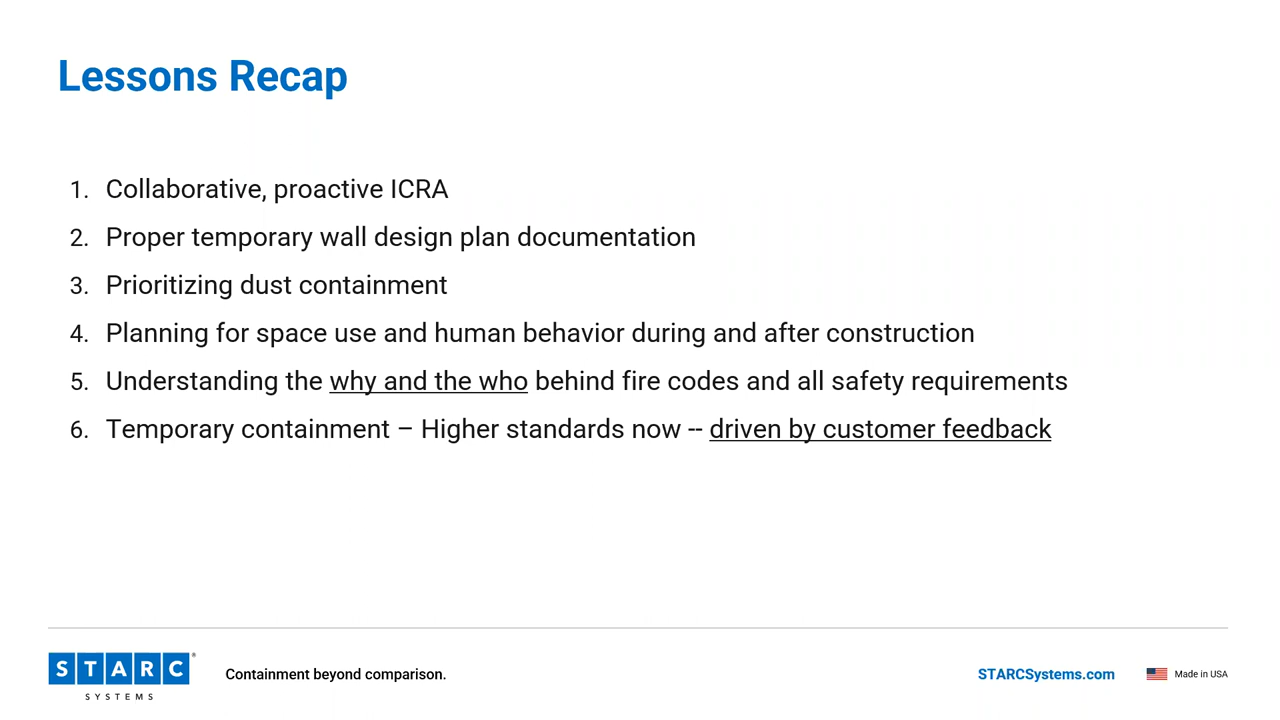 Lessons Recap
1. Collaborative, proactive ICRA
2. Proper temporary wall design plan documentation
3. Prioritizing dust containment
4. Planning for space use and human behavior during and after construction
5. Understanding the why and the who behind fire codes and all safety requirements
6. Temporary containment – Higher standards now -- driven by customer feedback
STARC®
SYSTEMS
Containment beyond comparison.
STARCSystems.com
Made in USA